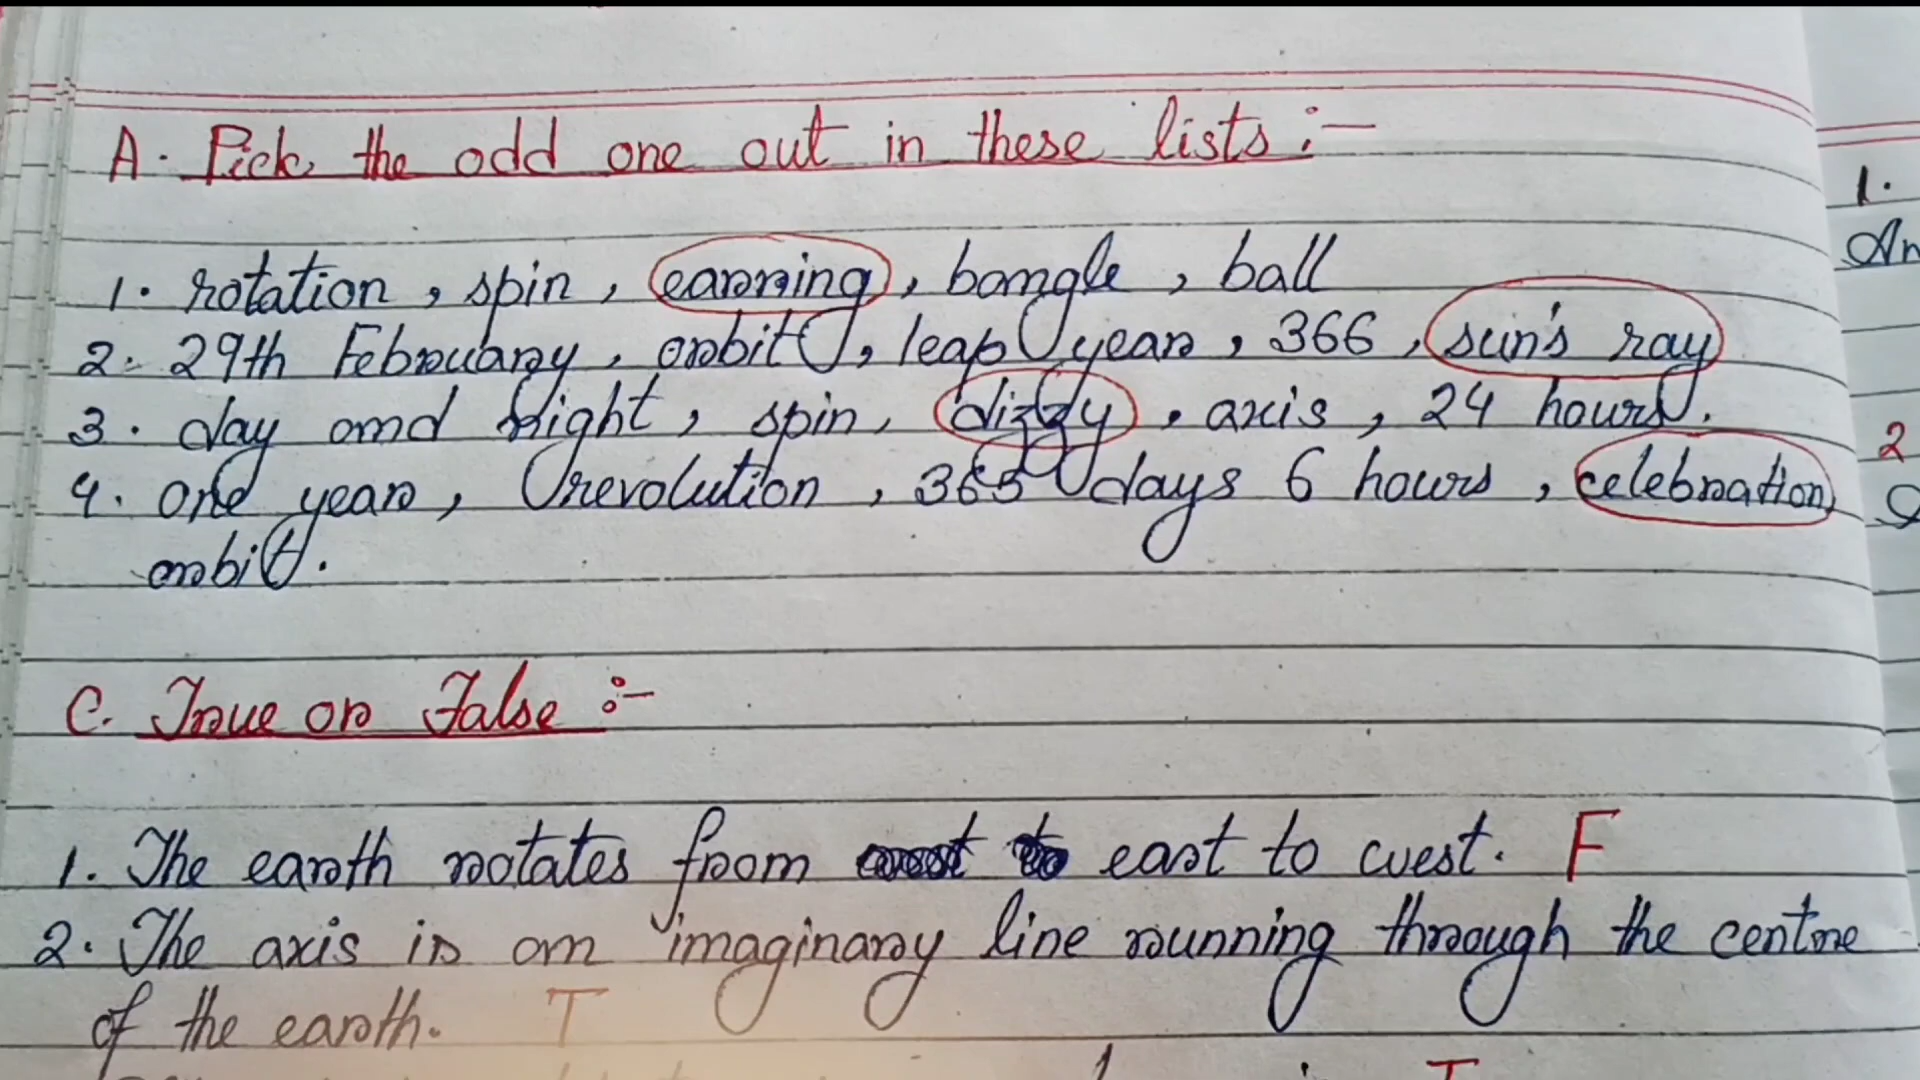 A. Pick the odd one out in these lists :-
1. rotation, spin, earring, bangle, ball
2. 29th February, orbit, leap year, 366, sun's ray
3. day and Night, spin, dizzy, axis, 24 hours.
4. One year, revolution, 365 days 6 hours, celebration
orbit.
C. True or False :-
1. The earth rotates from east to west. F
2. The axis is an imaginary line running through the centre
of the earth. T
T
1.
An
2